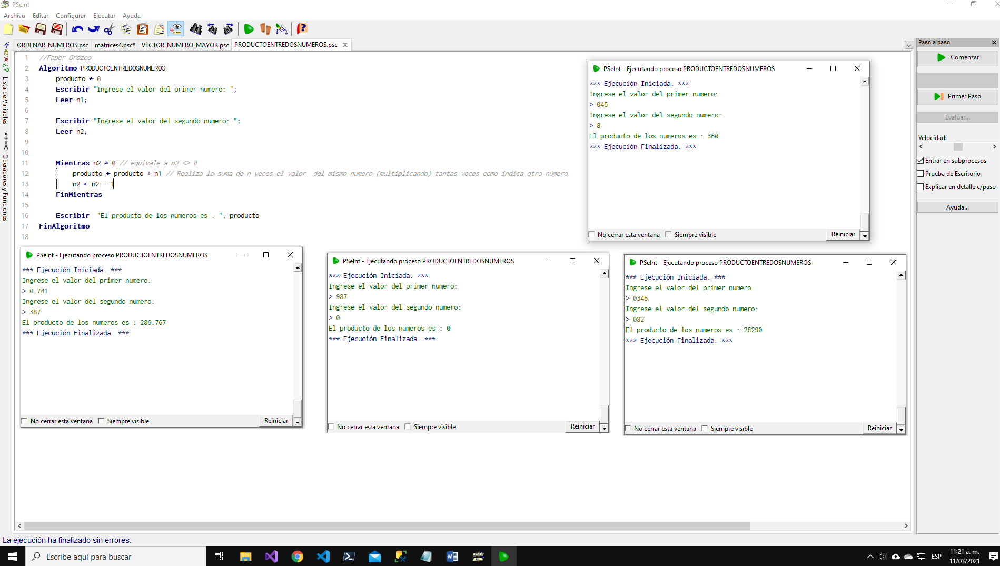 PSeInt
Archivo Editar Configurar Ejecutar Ayuda
ORDENAR_NUMEROS.psc matrices4.psc* VECTOR_NUMERO_MAYOR.psc PRODUCTOENTREDOSNUMEROS.psc
Lista de Variables
Operadores y Funciones
1 //Faber Orozco
2 Algoritmo PRODUCTOENTREDOSNUMEROS
3 producto ← 0
4 Escribir "Ingrese el valor del primer numero: ";
5 Leer n1;
6
7 Escribir "Ingrese el valor del segundo numero: ";
8 Leer n2;
9
10
11 Mientras n2 ≠ 0 // equivale a n2 <> 0
12 producto ← producto + n1 // Realiza la suma de n veces el valor  del mismo numero (multiplicando) tantas veces como indica otro número
13 n2 ← n2 - 1
14 FinMientras
15
16 Escribir  "El producto de los numeros es : ", producto
17 FinAlgoritmo
18
PSeInt - Ejecutando proceso PRODUCTOENTREDOSNUMEROS
*** Ejecución Iniciada. ***
Ingrese el valor del primer numero:
> 045
Ingrese el valor del segundo numero:
> 8
El producto de los numeros es : 360
*** Ejecución Finalizada. ***
No cerrar esta ventana Siempre visible Reiniciar
PSeInt - Ejecutando proceso PRODUCTOENTREDOSNUMEROS
*** Ejecución Iniciada. ***
Ingrese el valor del primer numero:
> 0.741
Ingrese el valor del segundo numero:
> 387
El producto de los numeros es : 286.767
*** Ejecución Finalizada. ***
No cerrar esta ventana Siempre visible Reiniciar
PSeInt - Ejecutando proceso PRODUCTOENTREDOSNUMEROS
*** Ejecución Iniciada. ***
Ingrese el valor del primer numero:
> 987
Ingrese el valor del segundo numero:
> 0
El producto de los numeros es : 0
*** Ejecución Finalizada. ***
No cerrar esta ventana Siempre visible Reiniciar
PSeInt - Ejecutando proceso PRODUCTOENTREDOSNUMEROS
*** Ejecución Iniciada. ***
Ingrese el valor del primer numero:
> 0345
Ingrese el valor del segundo numero:
> 082
El producto de los numeros es : 28290
*** Ejecución Finalizada. ***
No cerrar esta ventana Siempre visible Reiniciar
Paso a paso
Comenzar
Primer Paso
Evaluar...
Velocidad:
Entrar en subprocesos
Prueba de Escritorio
Explicar en detalle c/paso
Ayuda...
La ejecución ha finalizado sin errores.
Escribe aquí para buscar
ESP
11:21 a. m.
11/03/2021